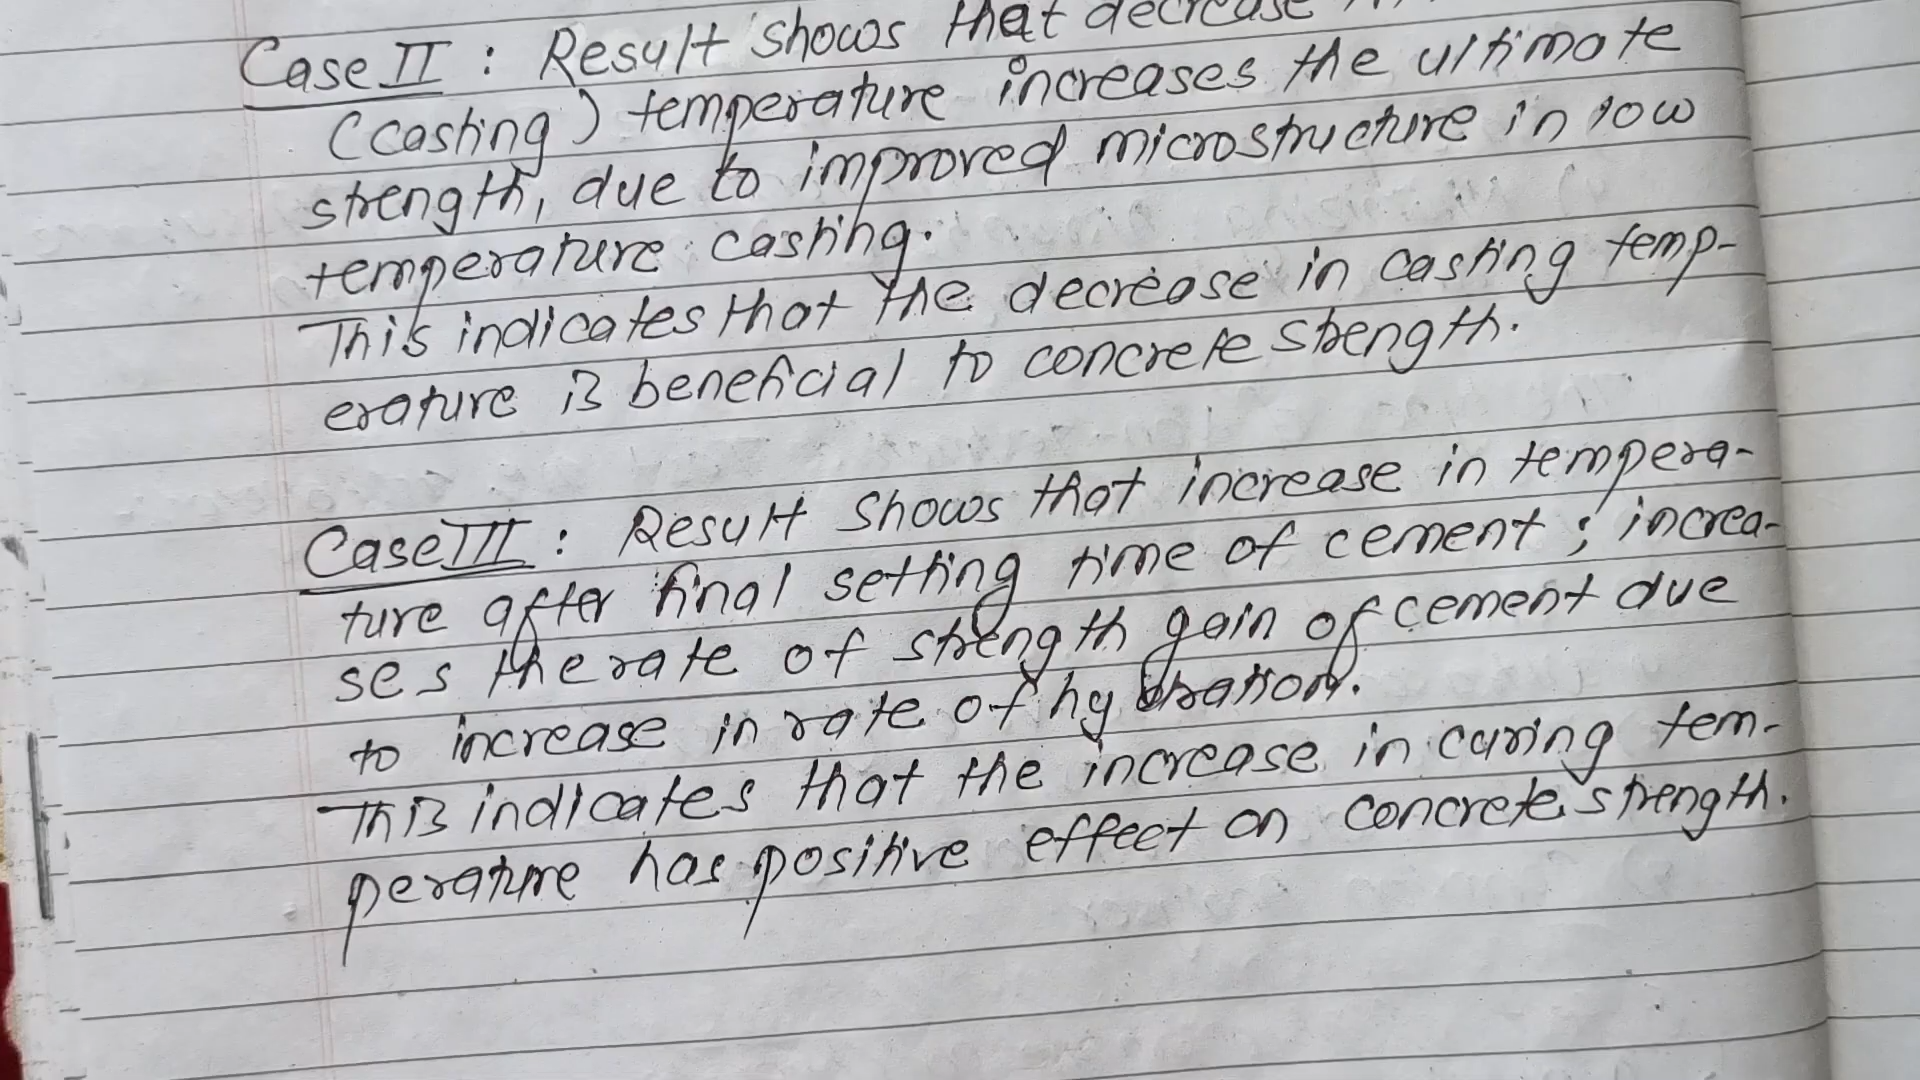 Case II : Result shows that decrease
(casting) temperature increases the ultimate
strength, due to improved microstructure in low
temperature casting.
This indicates that the decrease in casting temp-
erature is beneficial to concrete strength.
Case III : Result shows that increase in tempera-
ture after final setting time of cement ; increa-
ses the rate of strength gain of cement due
to increase in rate of hydration.
This indicates that the increase in curing tem-
perature has positive effect on concrete strength.